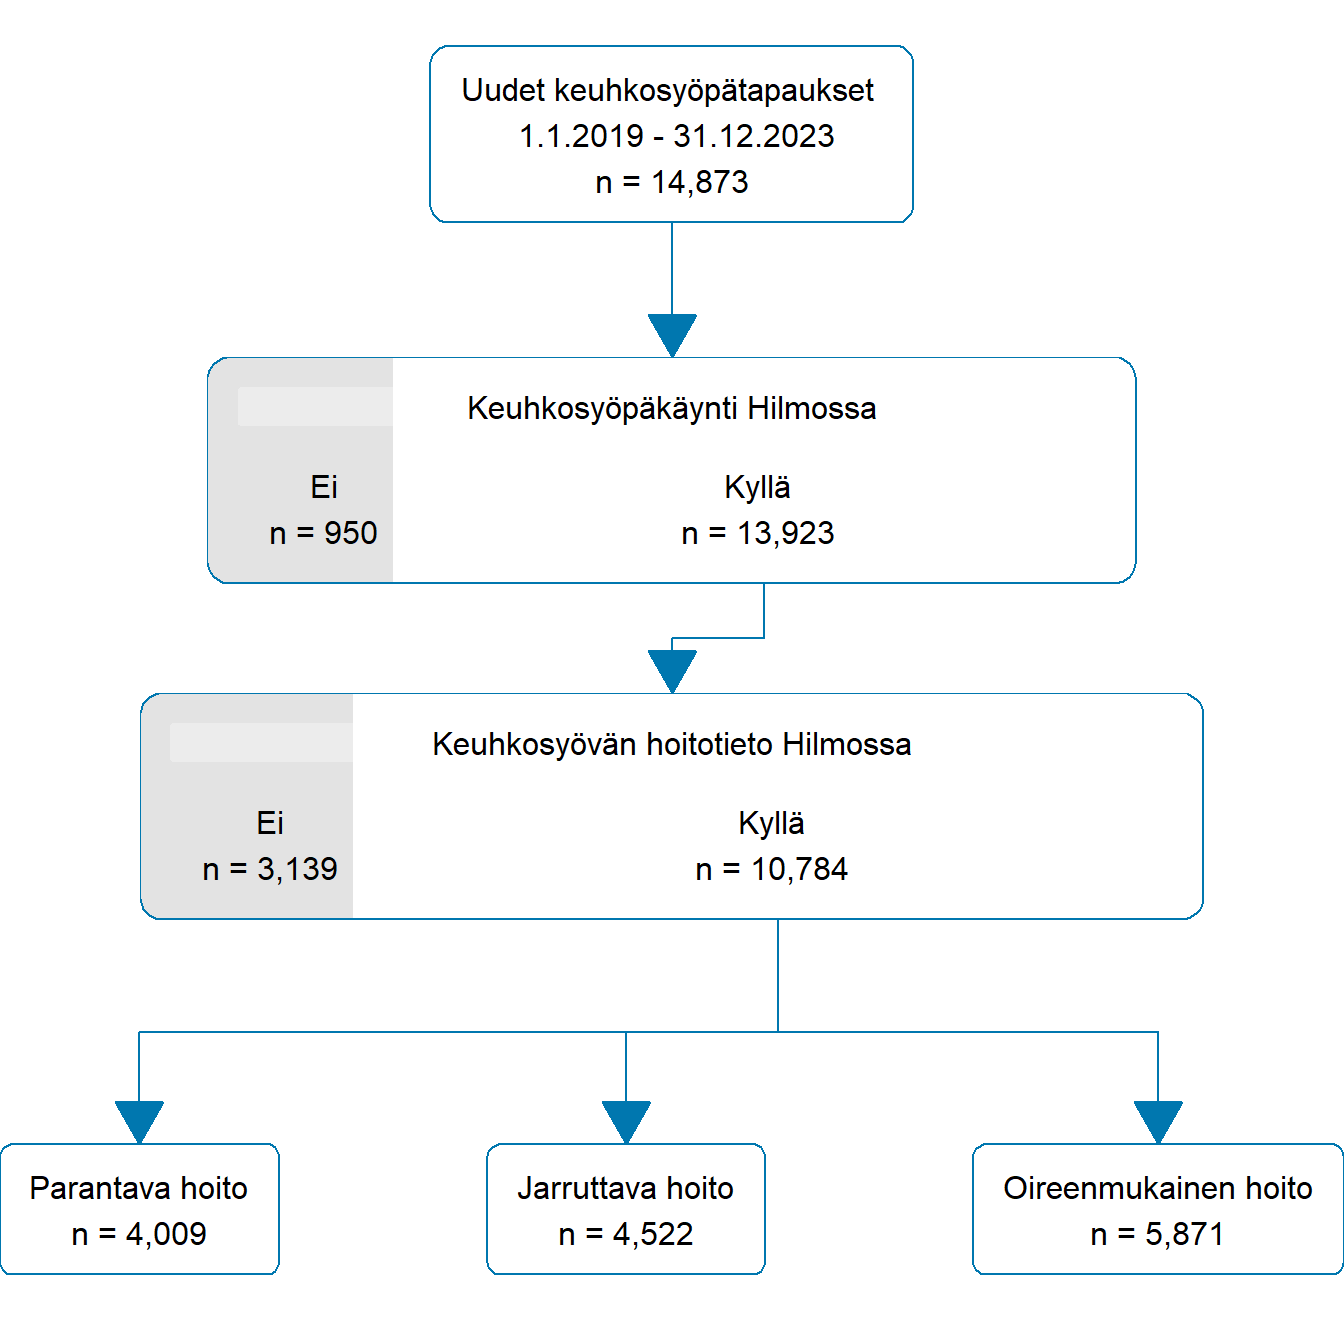 Uudet keuhkosyöpätapaukset
1.1.2019 - 31.12.2023
n = 14,873
Keuhkosyöpäkäynti Hilmossa
Ei
n = 950
Kyllä
n = 13,923
Keuhkosyövän hoitotieto Hilmossa
Ei
n = 3,139
Kyllä
n = 10,784
Parantava hoito
n = 4,009
Jarruttava hoito
n = 4,522
Oireenmukainen hoito
n = 5,871